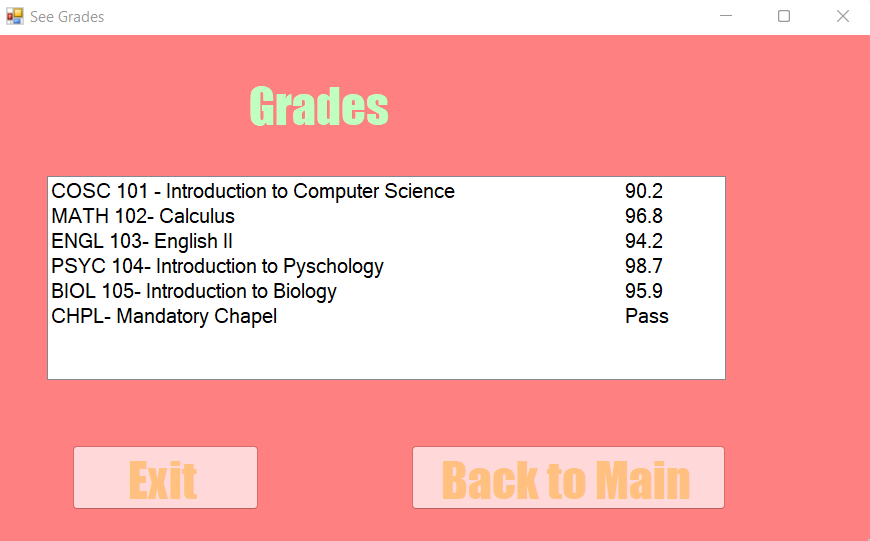 See Grades
Grades
COSC 101 - Introduction to Computer Science 90.2
MATH 102- Calculus 96.8
ENGL 103- English II 94.2
PSYC 104- Introduction to Pyschology 98.7
BIOL 105- Introduction to Biology 95.9
CHPL- Mandatory Chapel Pass
Exit Back to Main